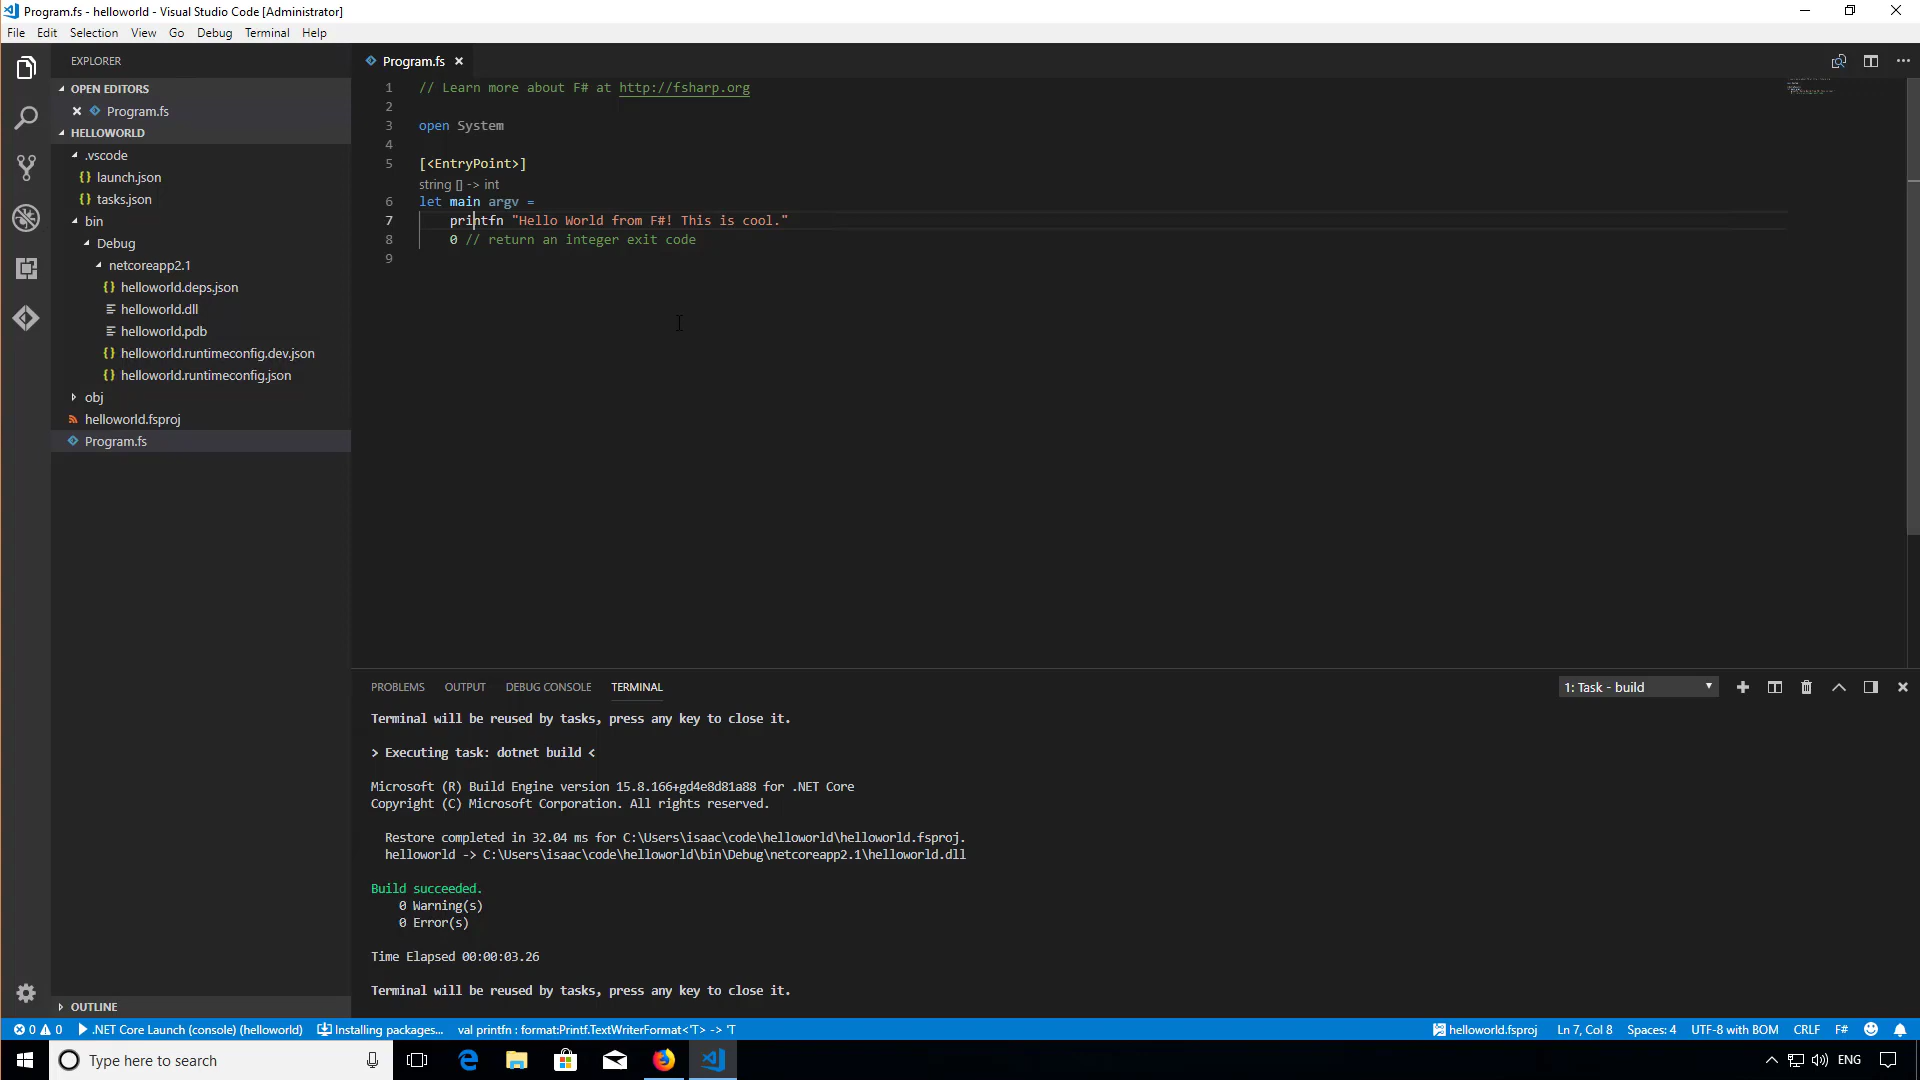 Program.fs - helloworld - Visual Studio Code [Administrator]
File Edit Selection View Go Debug Terminal Help
EXPLORER
OPEN EDITORS
Program.fs
HELLOWORLD
.vscode
{} launch.json
{} tasks.json
bin
Debug
netcoreapp2.1
{} helloworld.deps.json
helloworld.dll
helloworld.pdb
{} helloworld.runtimeconfig.dev.json
{} helloworld.runtimeconfig.json
obj
helloworld.fsproj
Program.fs
OUTLINE
Program.fs
1 // Learn more about F# at http://fsharp.org
2
3 open System
4
5 [<EntryPoint>]
string [] -> int
6 let main argv =
7 printfn "Hello World from F#! This is cool."
8 0 // return an integer exit code
9
PROBLEMS OUTPUT DEBUG CONSOLE TERMINAL 1: Task - build
Terminal will be reused by tasks, press any key to close it.
> Executing task: dotnet build <
Microsoft (R) Build Engine version 15.8.166+gd4e8d81a88 for .NET Core
Copyright (C) Microsoft Corporation. All rights reserved.
Restore completed in 32.04 ms for C:\Users\isaac\code\helloworld\helloworld.fsproj.
helloworld -> C:\Users\isaac\code\helloworld\bin\Debug\netcoreapp2.1\helloworld.dll
Build succeeded.
0 Warning(s)
0 Error(s)
Time Elapsed 00:00:03.26
Terminal will be reused by tasks, press any key to close it.
0 0 .NET Core Launch (console) (helloworld) Installing packages... val printfn : format:Printf.TextWriterFormat<'T> -> 'T helloworld.fsproj Ln 7, Col 8 Spaces: 4 UTF-8 with BOM CRLF F#
Type here to search ENG